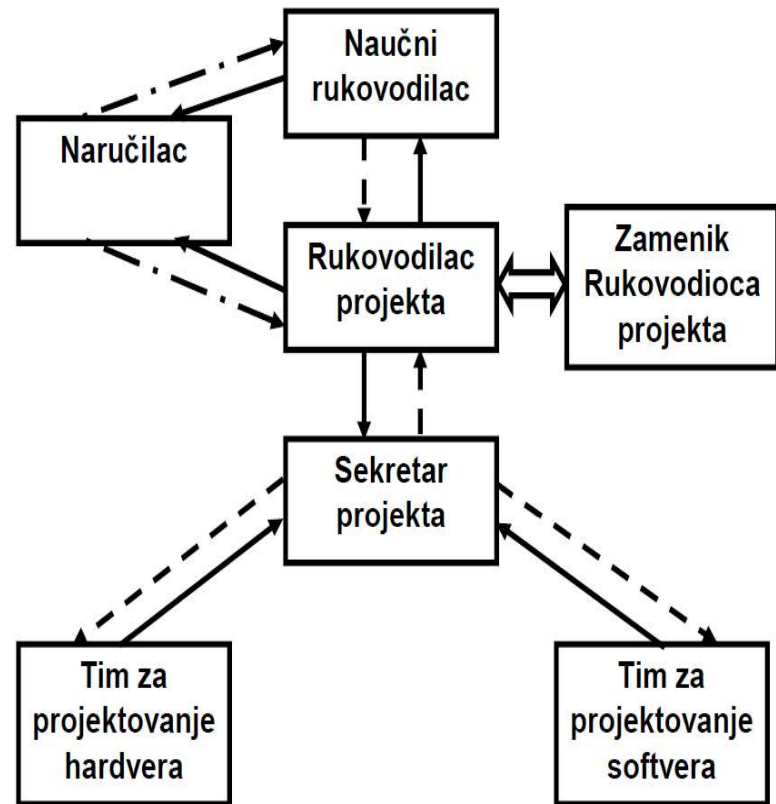 Naučni
rukovodilac
Naručilac
Rukovodilac
projekta
Zamenik
Rukovodioca
projekta
Sekretar
projekta
Tim za
projektovanje
hardvera
Tim za
projektovanje
softvera